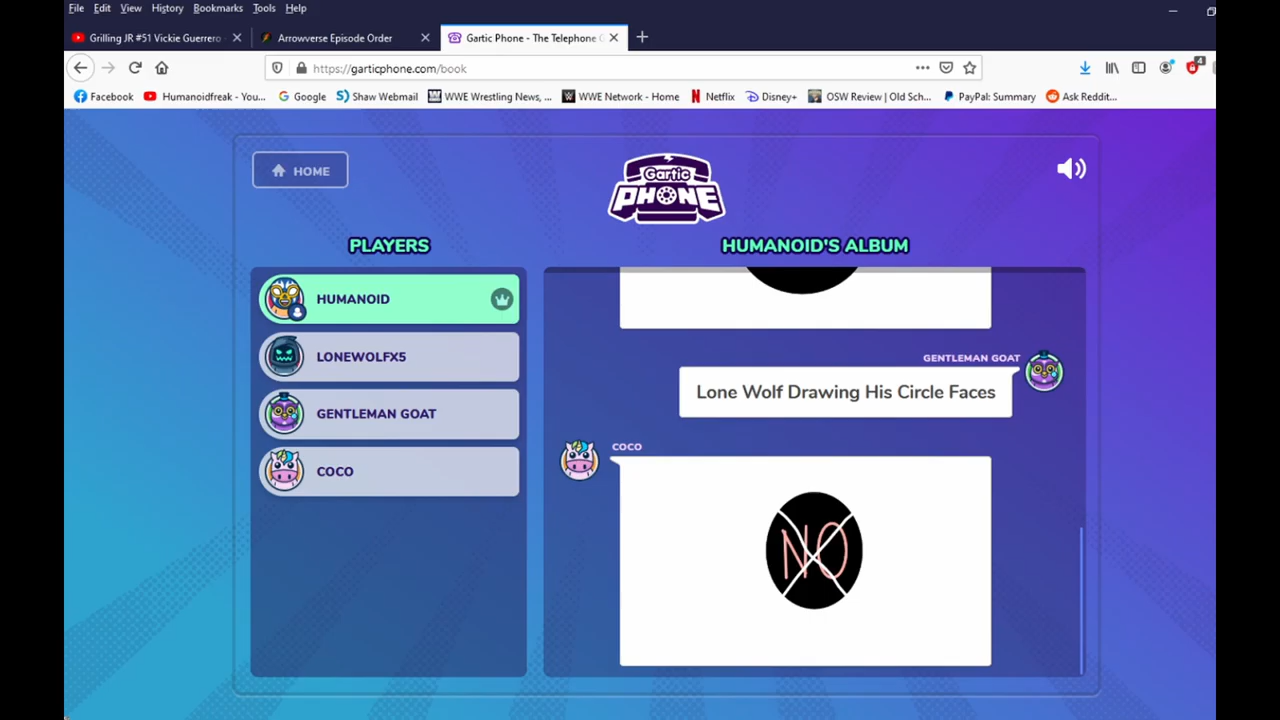 File Edit View History Bookmarks Tools Help
Grilling JR #51 Vickie Guerrero
Arrowverse Episode Order
Gartic Phone - The Telephone G
https://garticphone.com/book
4
Facebook
Humanoidfreak - You...
Google
Shaw Webmail
WWE Wrestling News, ...
WWE Network - Home
Netflix
Disney+
OSW Review | Old Sch...
PayPal: Summary
Ask Reddit...
HOME
Gartic
PHONE
PLAYERS
HUMANOID'S ALBUM
HUMANOID
LONEWOLFX5
GENTLEMAN GOAT
COCO
GENTLEMAN GOAT
Lone Wolf Drawing His Circle Faces
COCO
NO